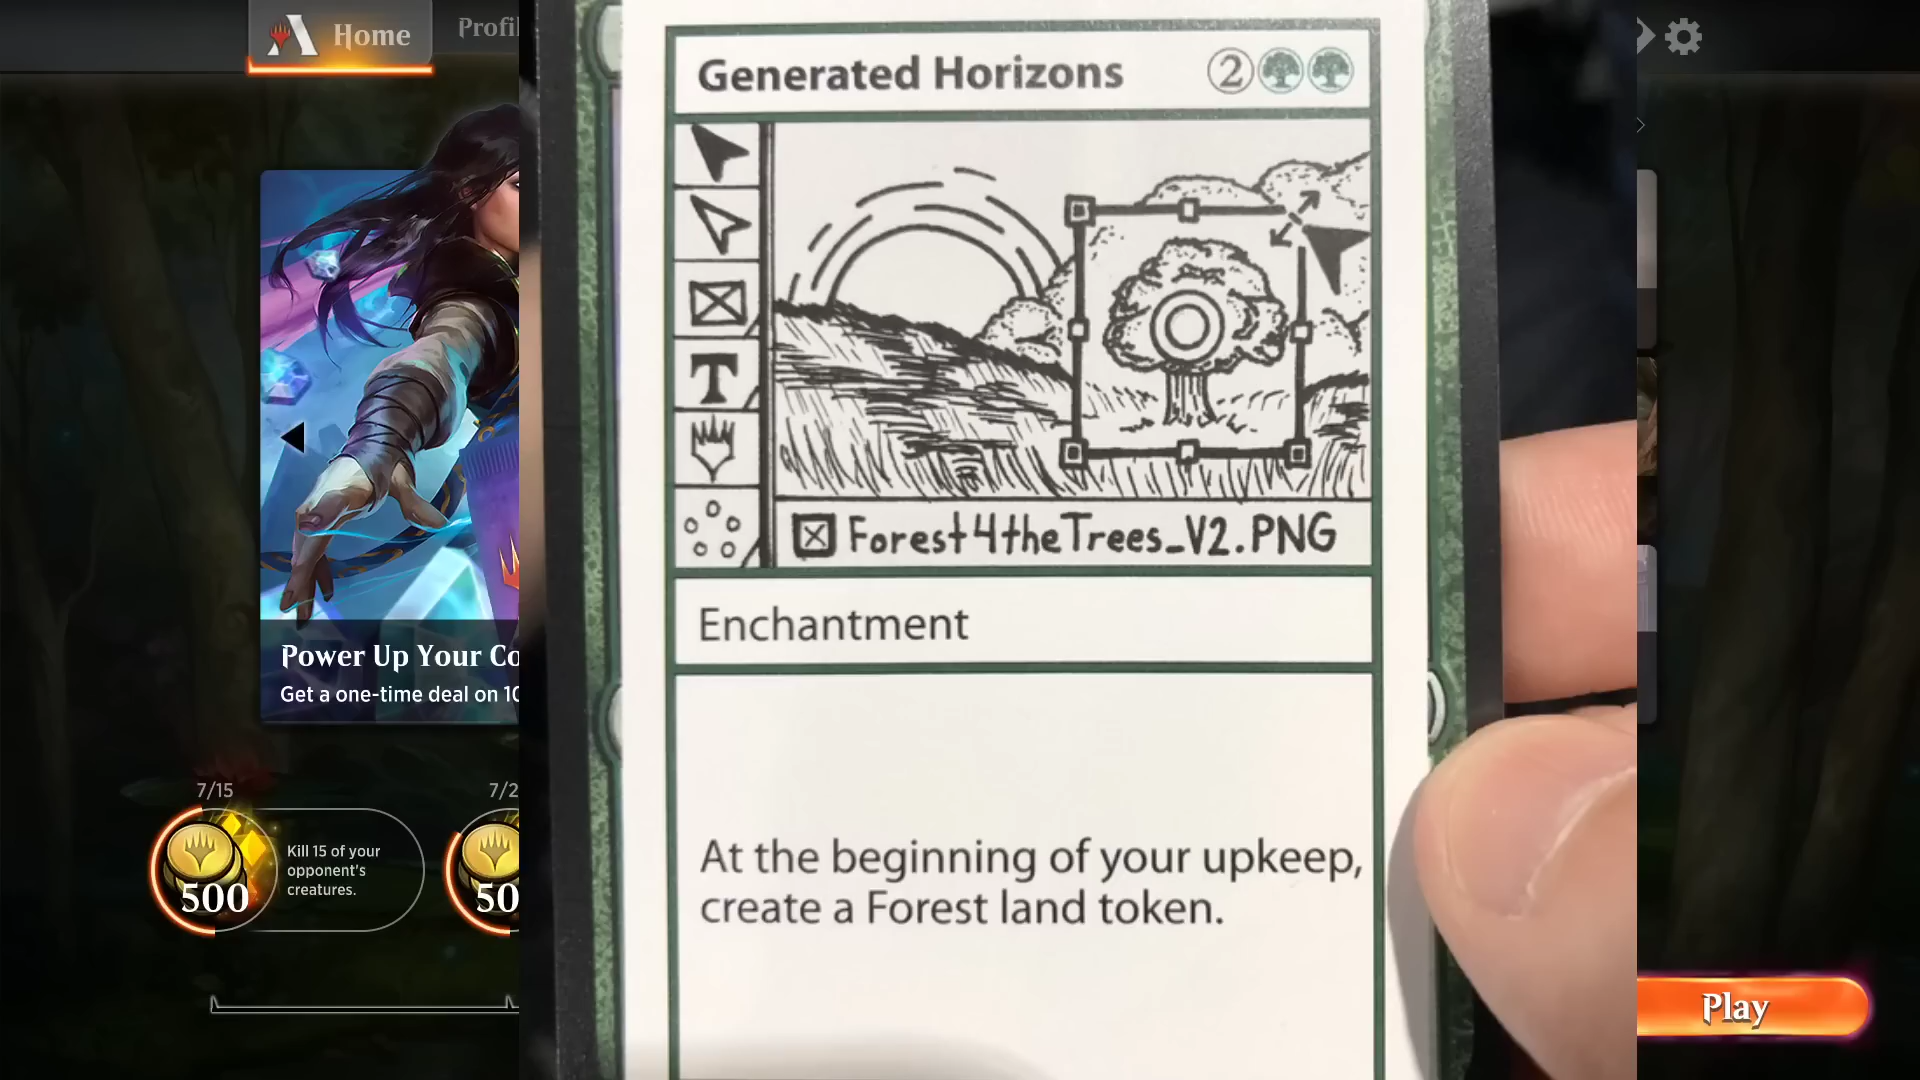 Home
Profil
Generated Horizons
2
T
Forest4theTrees_V2.PNG
Enchantment
At the beginning of your upkeep,
create a Forest land token.
Power Up Your Co
Get a one-time deal on 10
7/15
500
Kill 15 of your
opponent's
creatures.
7/2
50
Play